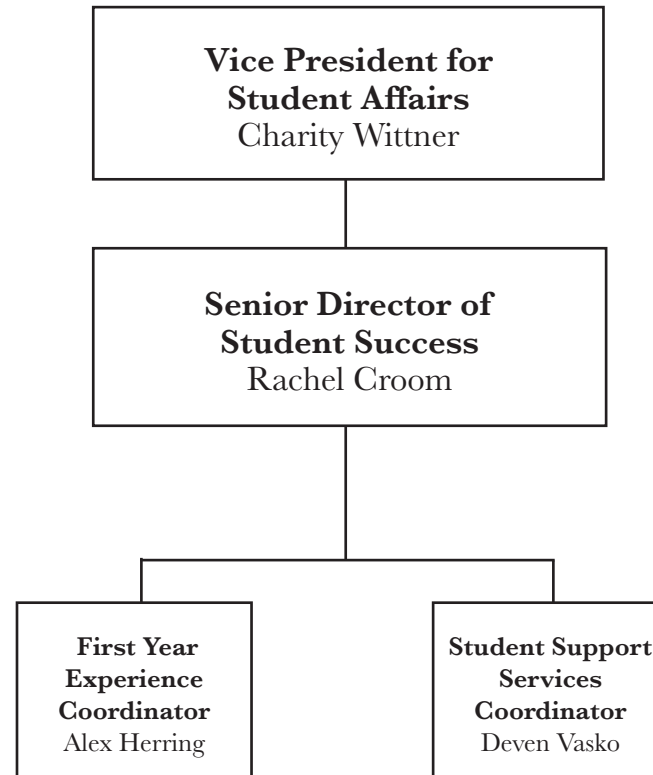 Vice President for
Student Affairs
Charity Wittner
Senior Director of
Student Success
Rachel Croom
First Year
Experience
Coordinator
Alex Herring
Student Support
Services
Coordinator
Deven Vasko